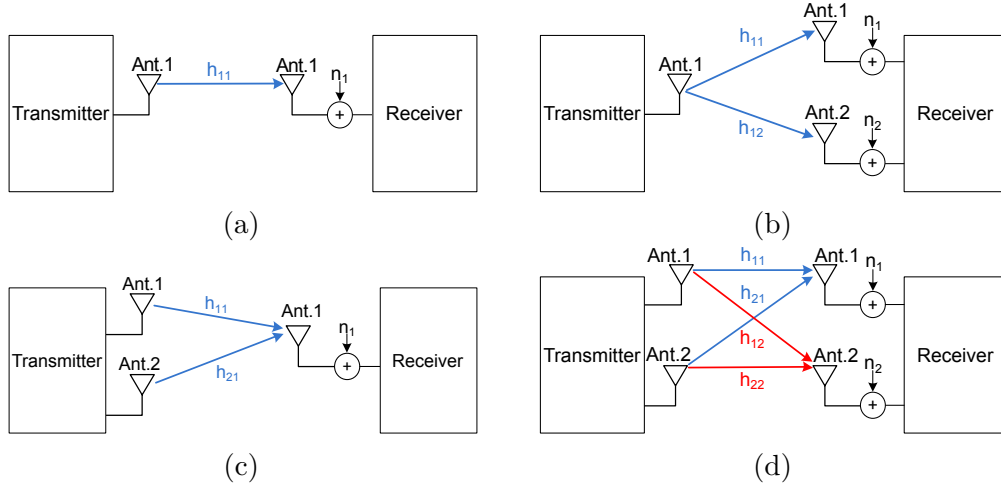 Ant.1
Ant.1
h11
n1
Transmitter
Receiver
(a)
Ant.1
n1
h11
Ant.1
Transmitter
Receiver
h12
Ant.2
n2
(b)
Ant.1
h11
Ant.1
n1
Transmitter
Receiver
Ant.2
h21
(c)
Ant.1
h11
Ant.1
n1
h21
Transmitter
Receiver
h12
Ant.2
Ant.2
n2
h22
(d)